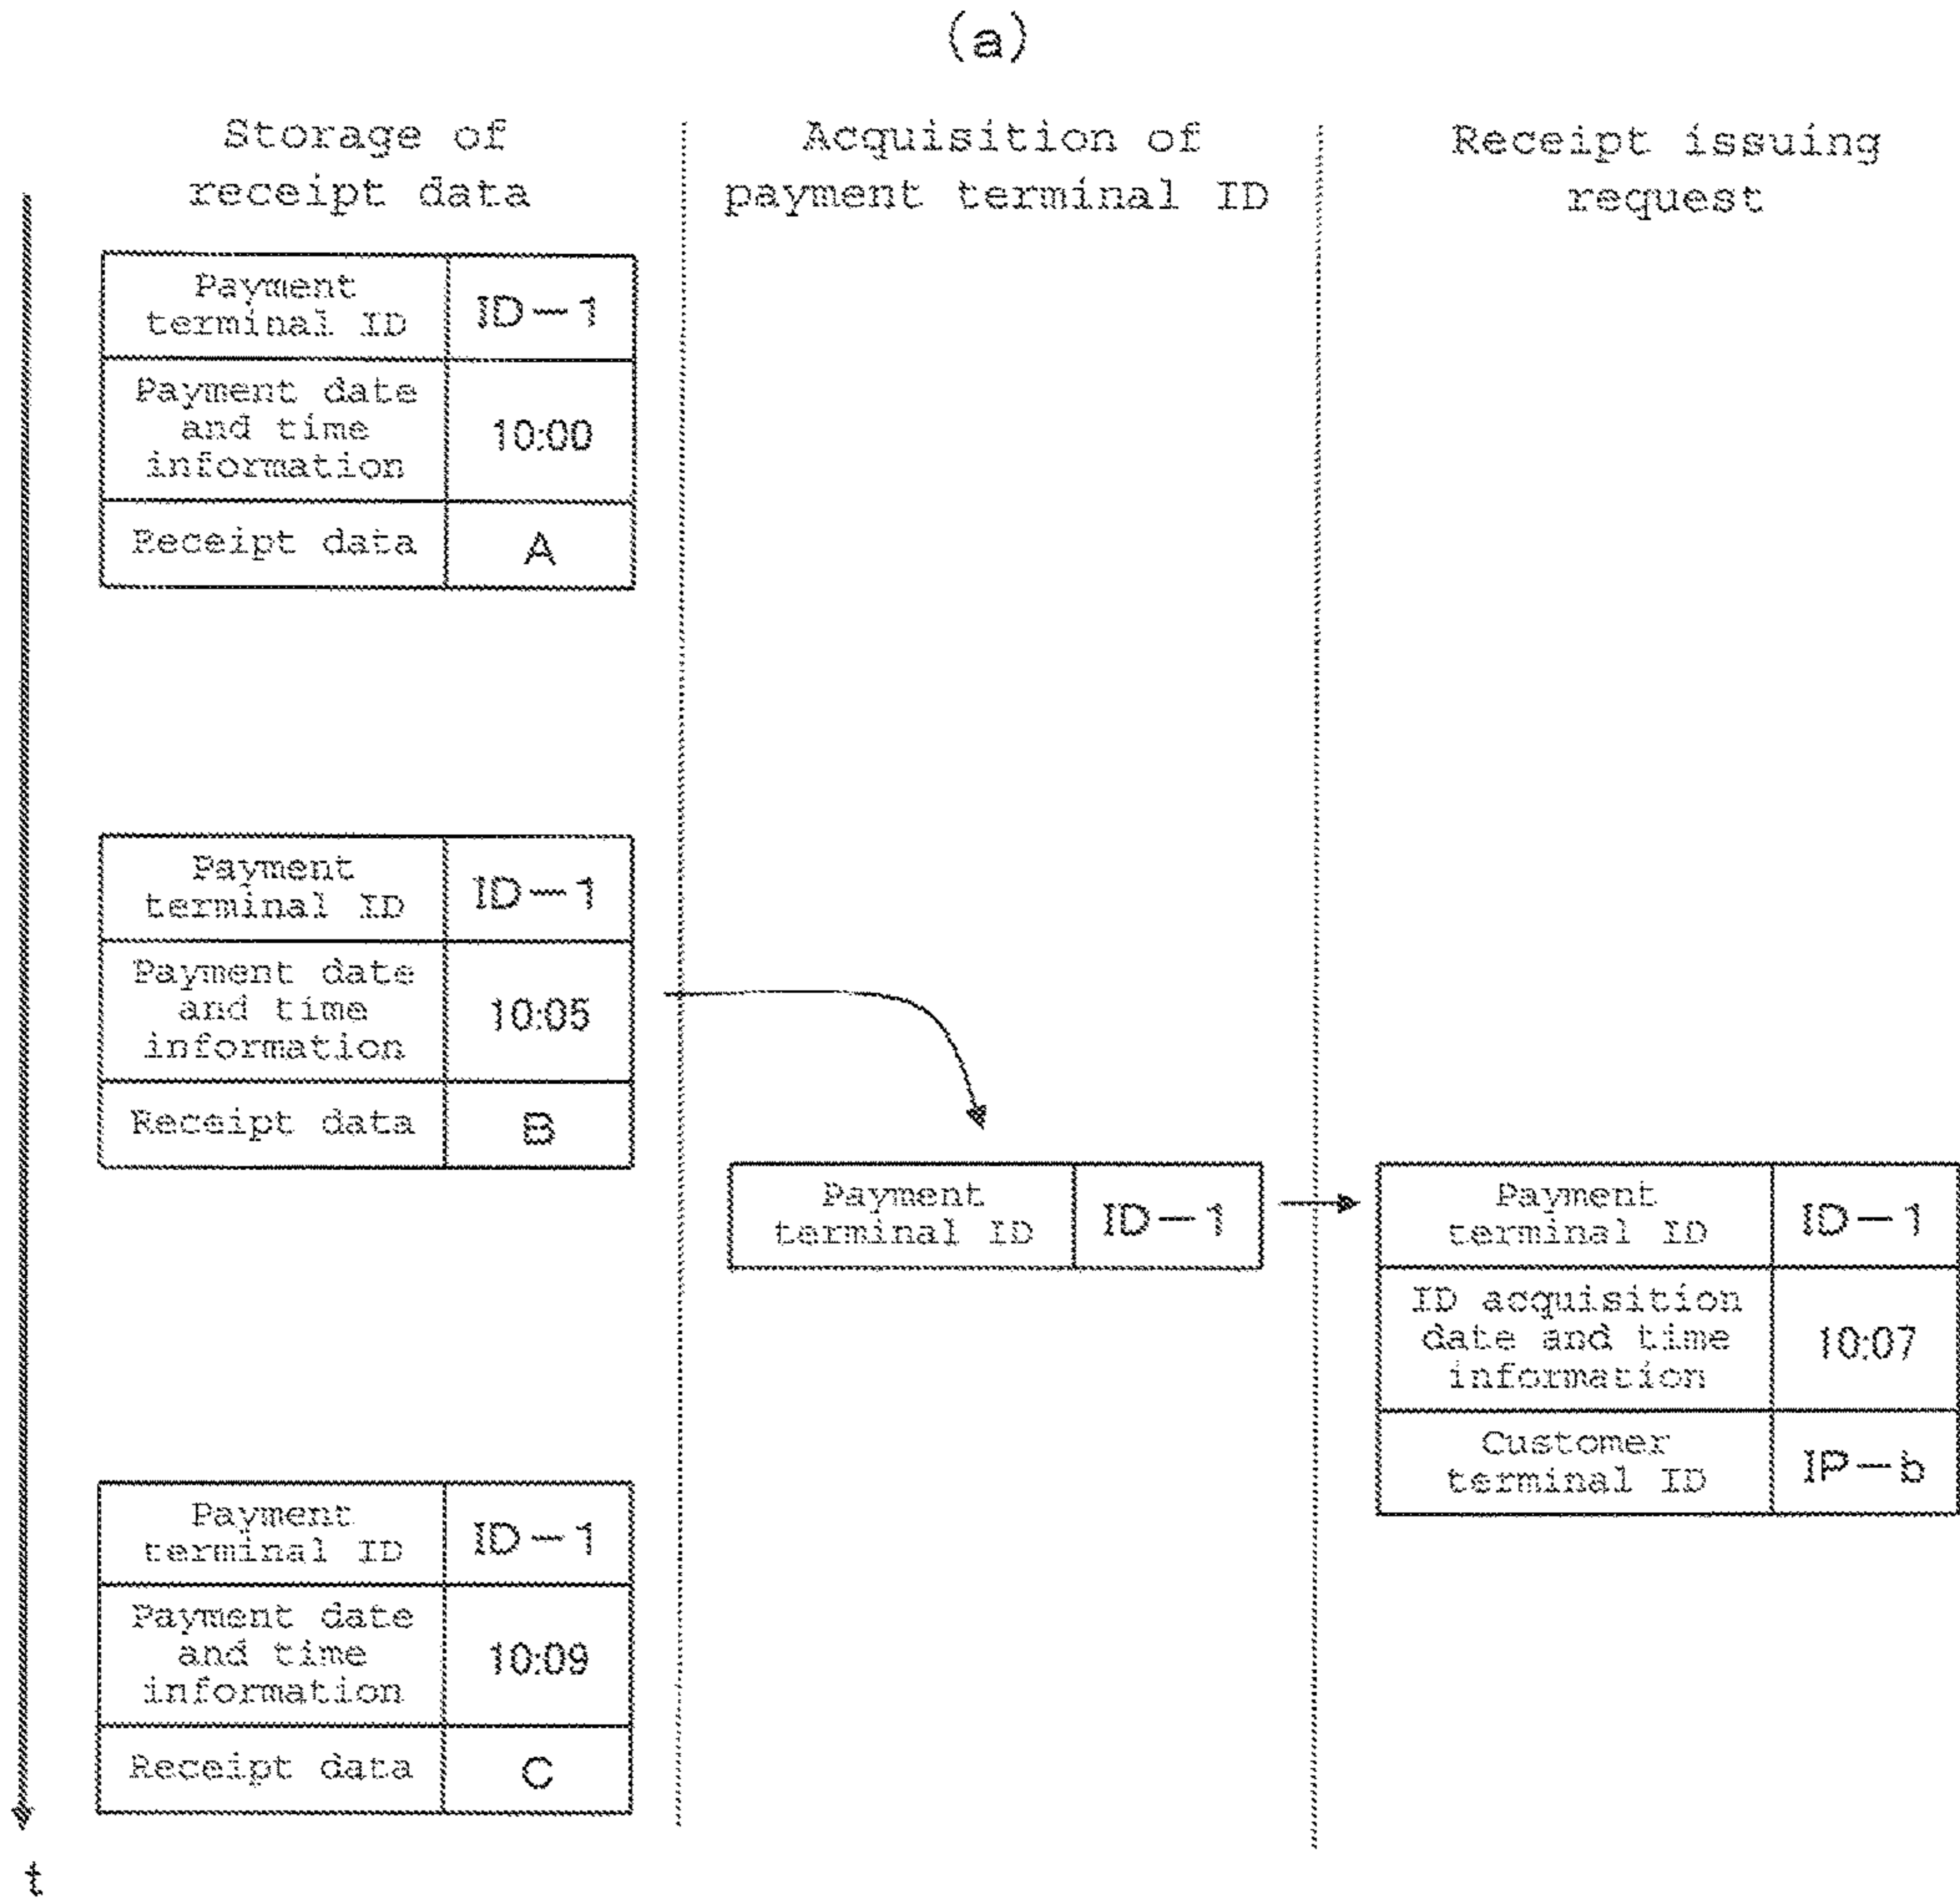 (a)
Storage of
receipt data
Acquisition of
payment terminal ID
Receipt issuing
request
Payment
terminal ID
ID-1
Payment date
and time
information
10:00
Receipt data
A
Payment
terminal ID
ID-1
Payment date
and time
information
10:05
Receipt data
B
Payment
terminal ID
ID-1
Payment
terminal ID
ID-1
ID acquisition
date and time
information
10:07
Customer
terminal ID
IP-b
Payment
terminal ID
ID-1
Payment date
and time
information
10:09
Receipt data
C
t